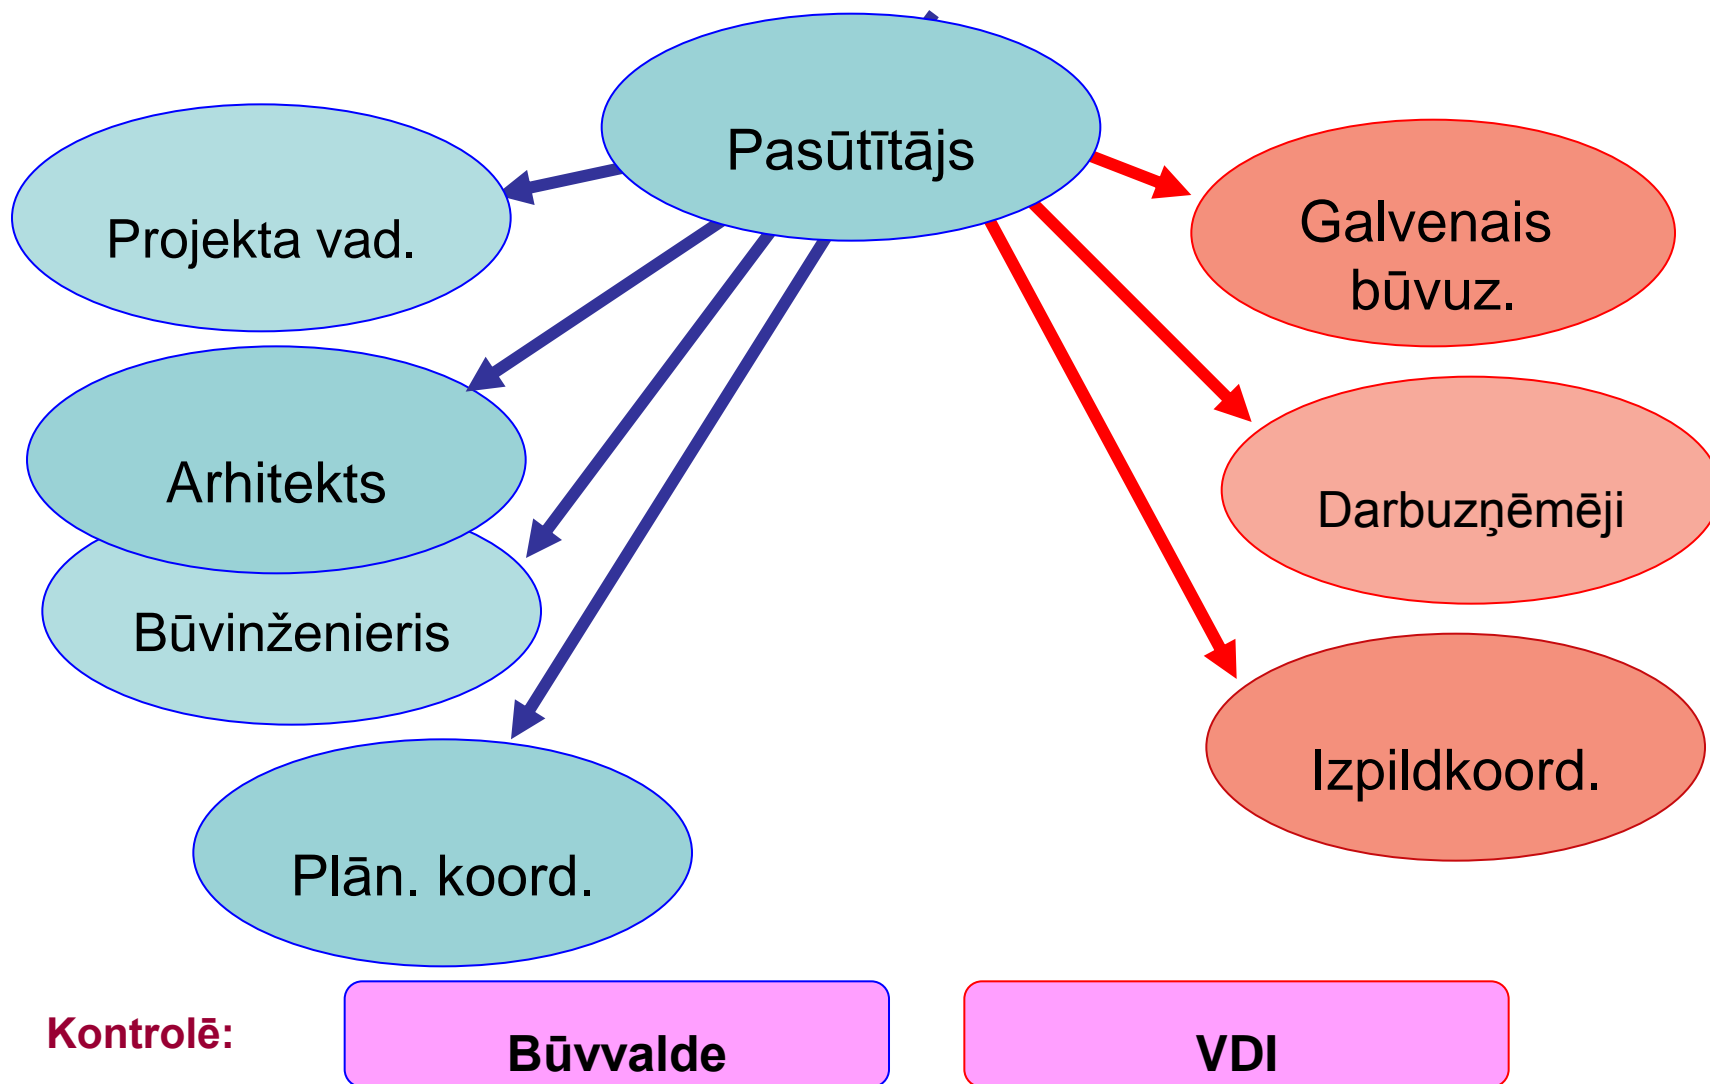 Pasūtītājs
Projekta vad.
Arhitekts
Būvinženieris
Plān. koord.
Galvenais
būvuz.
Darbuzņēmēji
Izpildkoord.
Kontrolē:
Būvvalde
VDI